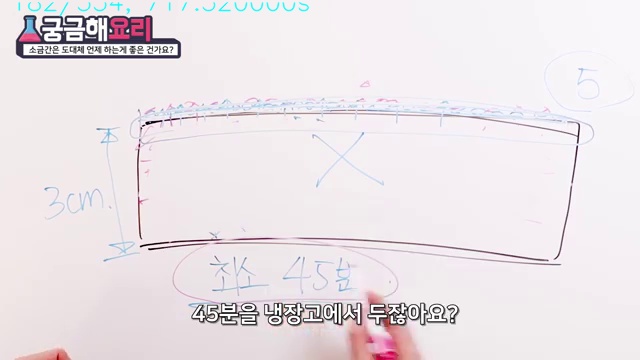 182/334, 717.520000s
궁금해요리
소금간은 도대체 언제 하는게 좋은 건가요?
5
3cm.
최소 45분
45분을 냉장고에서 두잖아요?